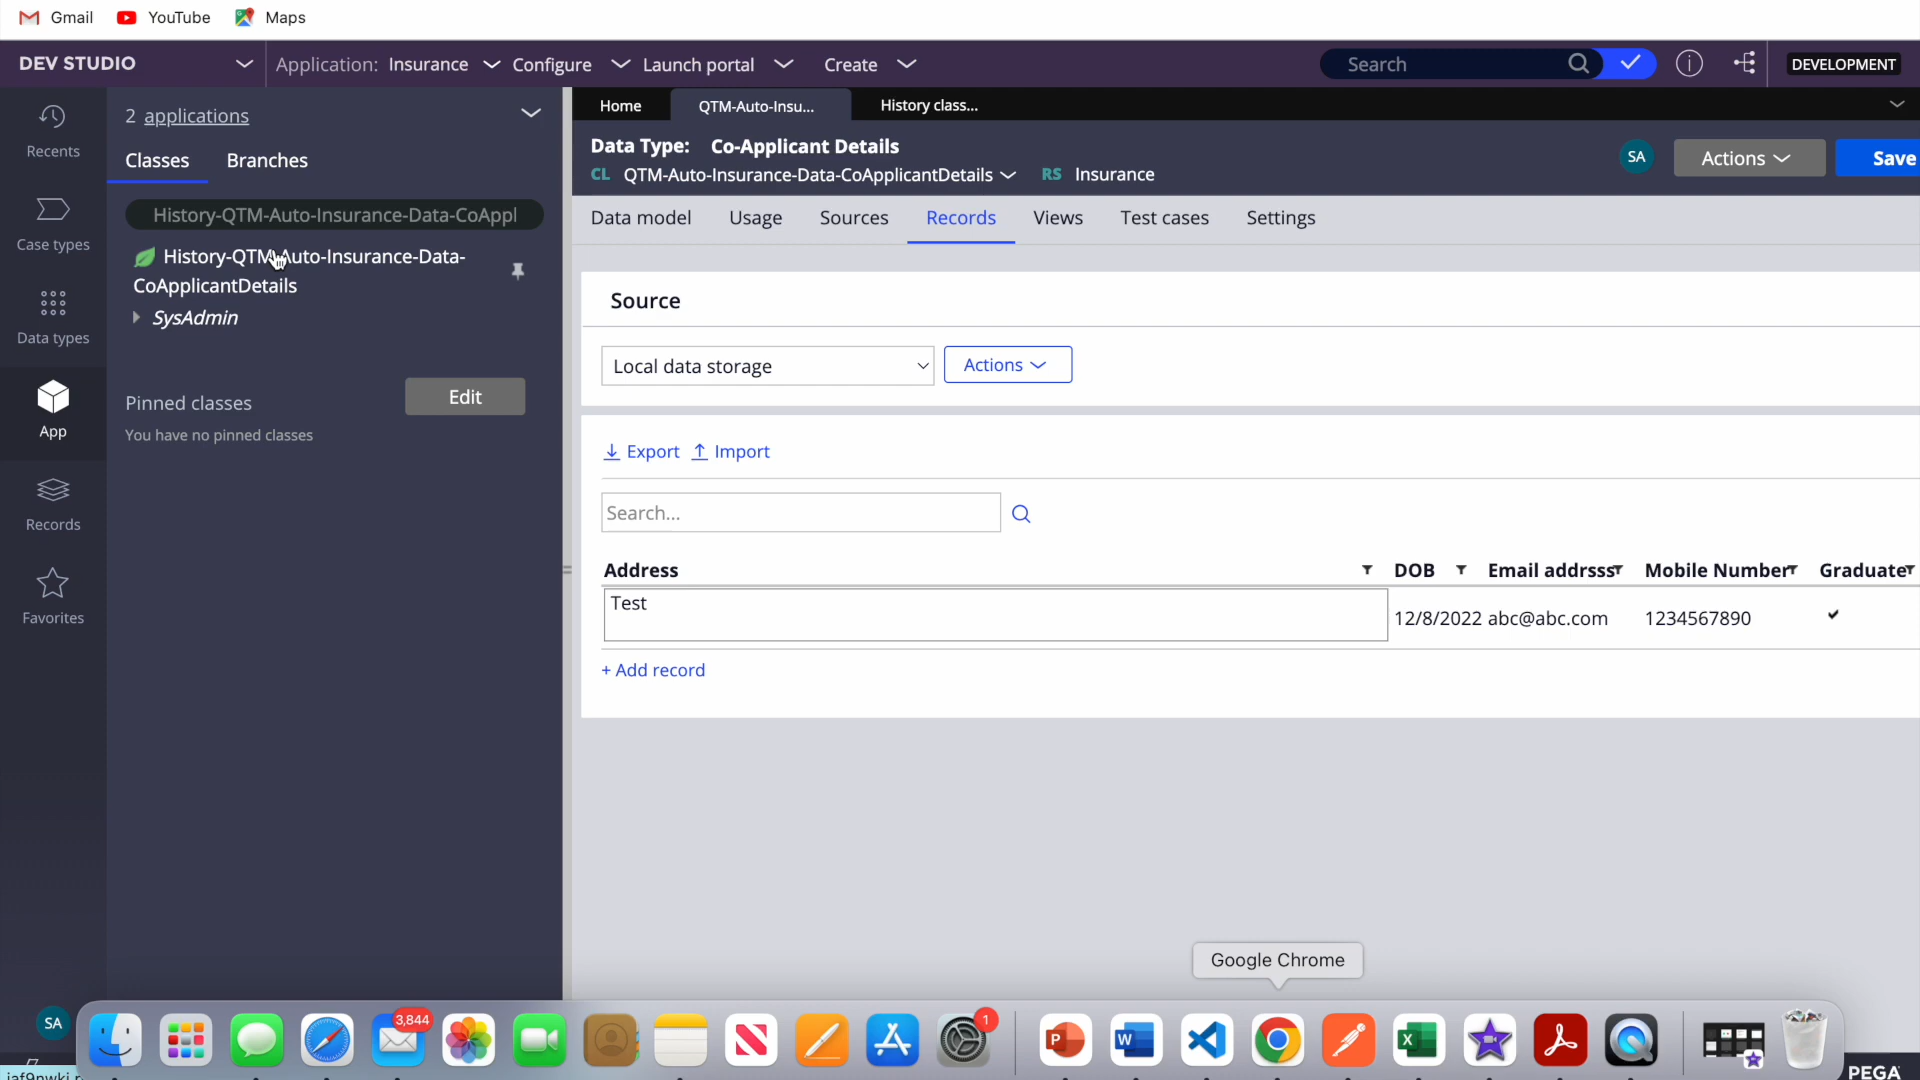 Gmail YouTube Maps
DEV STUDIO Application: Insurance Configure Launch portal Create Search DEVELOPMENT
Recents
Case types
Data types
App
Records
Favorites
SA
2 applications
Classes Branches
History-QTM-Auto-Insurance-Data-CoAppl
History-QTM-Auto-Insurance-Data-
CoApplicantDetails
SysAdmin
Pinned classes Edit
You have no pinned classes
Home QTM-Auto-Insu... History class...
Data Type: Co-Applicant Details
CL QTM-Auto-Insurance-Data-CoApplicantDetails RS Insurance
SA Actions Save
Data model Usage Sources Records Views Test cases Settings
Source
Local data storage Actions
Export Import
Search...
Address DOB Email addrsss Mobile Number Graduate
Test 12/8/2022 abc@abc.com 1234567890
+ Add record
Google Chrome
3,844
1
PEGA